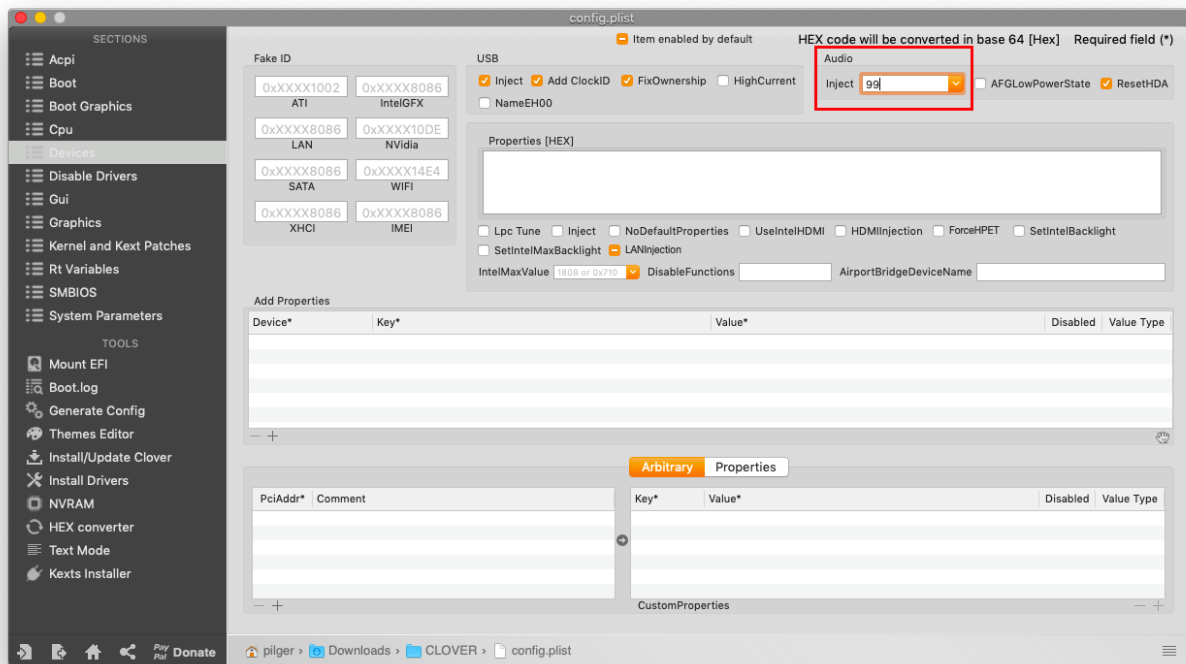 config.plist
SECTIONS
Acpi
Boot
Boot Graphics
Cpu
Devices
Disable Drivers
Gui
Graphics
Kernel and Kext Patches
Rt Variables
SMBIOS
System Parameters
TOOLS
Mount EFI
Boot.log
Generate Config
Themes Editor
Install/Update Clover
Install Drivers
NVRAM
HEX converter
Text Mode
Kexts Installer
Pay Pal Donate
Item enabled by default HEX code will be converted in base 64 [Hex] Required field (*)
Fake ID
0xXXXX1002 0xXXXX8086
ATI IntelGFX
0xXXXX8086 0xXXXX10DE
LAN NVidia
0xXXXX8086 0xXXXX14E4
SATA WIFI
0xXXXX8086 0xXXXX8086
XHCI IMEI
USB
Inject Add ClockID FixOwnership HighCurrent
NameEH00
Audio
Inject 99 AFGLowPowerState ResetHDA
Properties [HEX]
Lpc Tune Inject NoDefaultProperties UseIntelHDMI HDMIInjection ForceHPET SetIntelBacklight
SetIntelMaxBacklight LANInjection
IntelMaxValue 1808 or 0x710 DisableFunctions AirportBridgeDeviceName
Add Properties
Device* Key* Value* Disabled Value Type
Arbitrary Properties
PciAddr* Comment
Key* Value* Disabled Value Type
CustomProperties
pilger › Downloads › CLOVER › config.plist